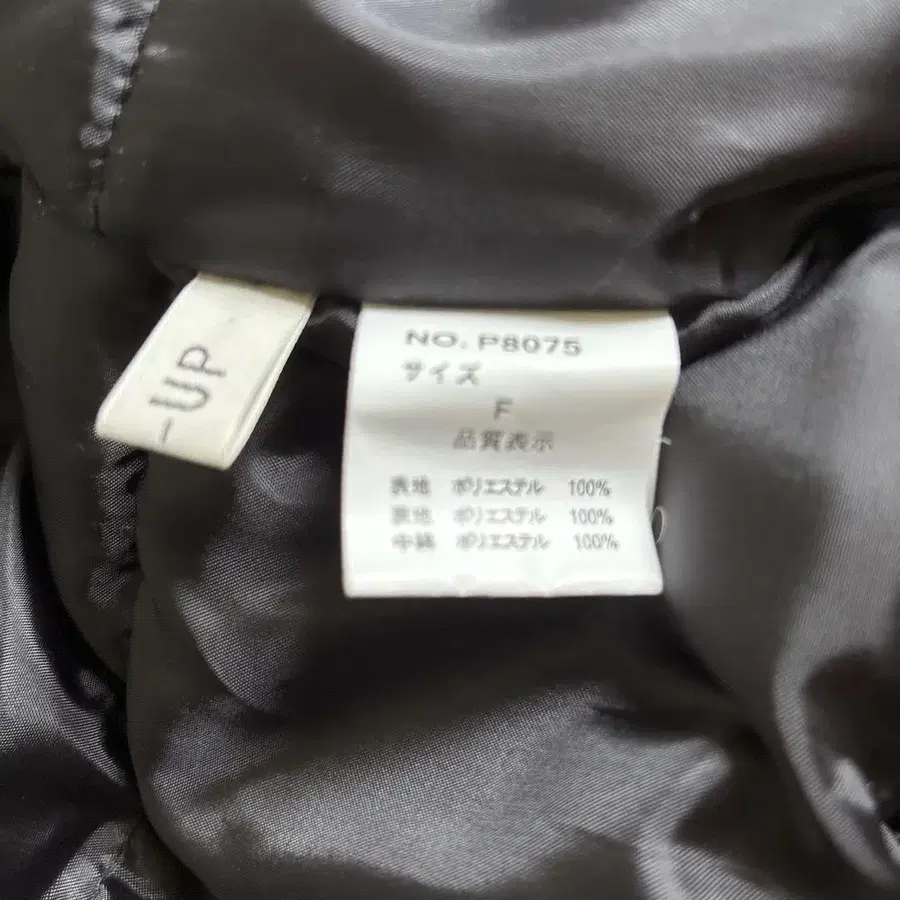 -UP
NO. P8075
サイズ
F
品質表示
表地 ポリエステル 100%
裏地 ポリエステル 100%
中綿 ポリエステル 100%